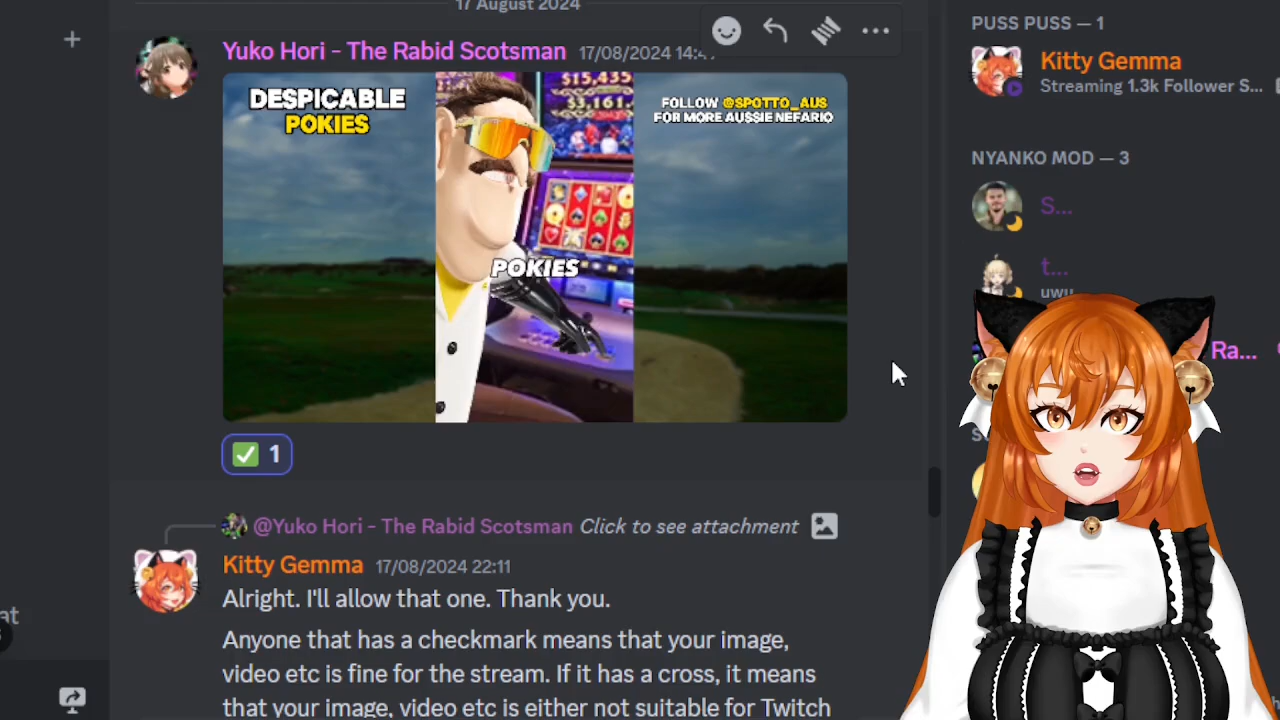 17 August 2024
PUSS PUSS — 1
Kitty Gemma
Streaming 1.3k Follower S...
NYANKO MOD — 3
S...
t...
uwu
Ra...
Yuko Hori - The Rabid Scotsman 17/08/2024 14:4
DESPICABLE
POKIES
$15,435
$3,161
FOLLOW @SPOTTO_AUS
FOR MORE AUSSIE NEFARIO
POKIES
1
@Yuko Hori - The Rabid Scotsman Click to see attachment
Kitty Gemma 17/08/2024 22:11
Alright. I'll allow that one. Thank you.
Anyone that has a checkmark means that your image,
video etc is fine for the stream. If it has a cross, it means
that your image, video etc is either not suitable for Twitch
at